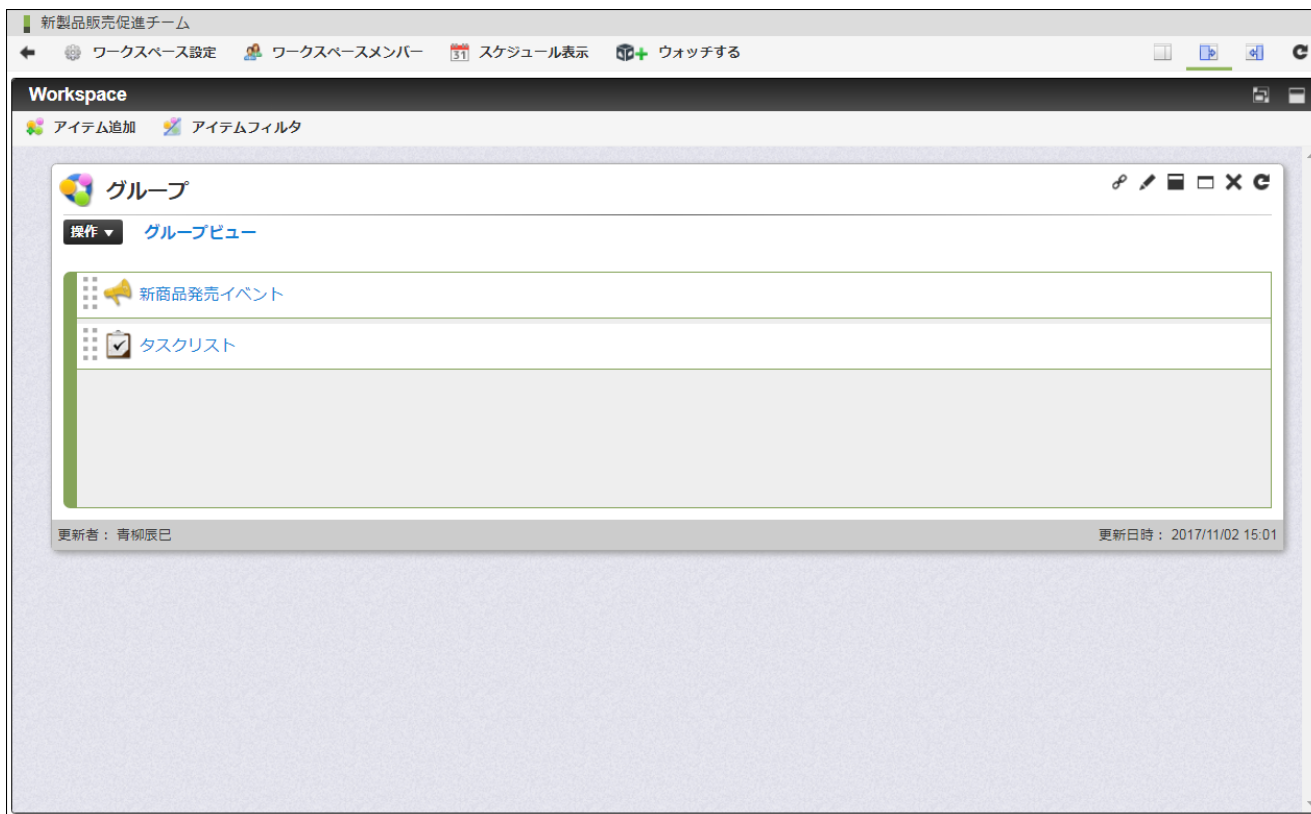 新製品販売促進チーム
ワークスペース設定 ワークスペースメンバー 31 スケジュール表示 ウォッチする
Workspace
アイテム追加 アイテムフィルタ
グループ
操作 ▼ グループビュー
新商品発売イベント
タスクリスト
更新者： 青柳辰巳 更新日時： 2017/11/02 15:01